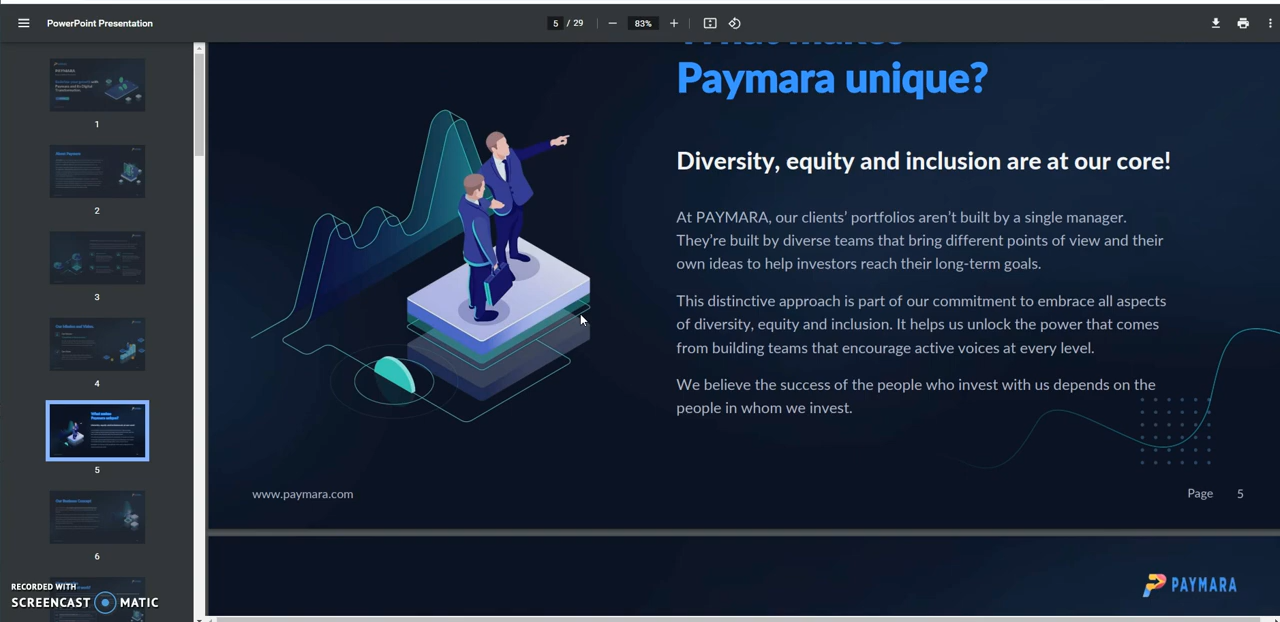 PowerPoint Presentation
5 / 29
83%
1
2
3
4
5
6
What makes
Paymara unique?
Diversity, equity and inclusion are at our core!
At PAYMARA, our clients' portfolios aren't built by a single manager.
They're built by diverse teams that bring different points of view and their
own ideas to help investors reach their long-term goals.
This distinctive approach is part of our commitment to embrace all aspects
of diversity, equity and inclusion. It helps us unlock the power that comes
from building teams that encourage active voices at every level.
We believe the success of the people who invest with us depends on the
people in whom we invest.
www.paymara.com
Page 5
PAYMARA
RECORDED WITH
SCREENCAST MATIC